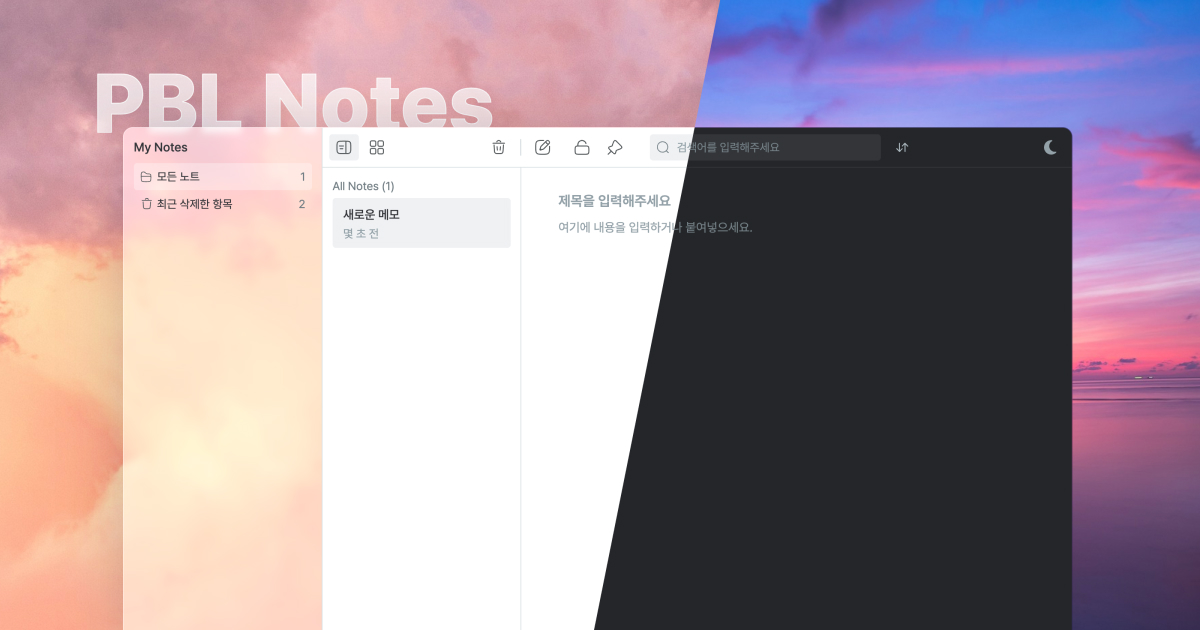 PBL Notes
My Notes
모든 노트 1
최근 삭제한 항목 2
검색어를 입력해주세요
All Notes (1)
새로운 메모
몇 초 전
제목을 입력해주세요
여기에 내용을 입력하거나 붙여넣으세요.